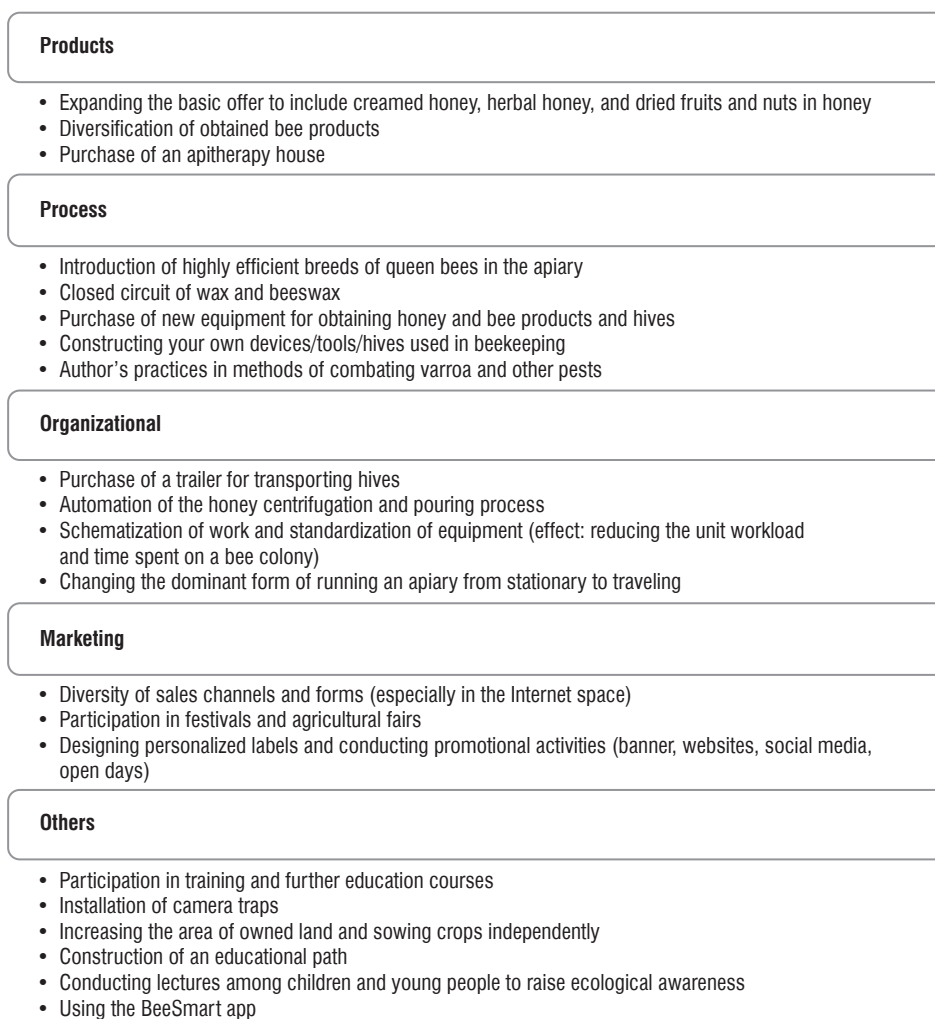 Products
• Expanding the basic offer to include creamed honey, herbal honey, and dried fruits and nuts in honey
• Diversification of obtained bee products
• Purchase of an apitherapy house
Process
• Introduction of highly efficient breeds of queen bees in the apiary
• Closed circuit of wax and beeswax
• Purchase of new equipment for obtaining honey and bee products and hives
• Constructing your own devices/tools/hives used in beekeeping
• Author’s practices in methods of combating varroa and other pests
Organizational
• Purchase of a trailer for transporting hives
• Automation of the honey centrifugation and pouring process
• Schematization of work and standardization of equipment (effect: reducing the unit workload
and time spent on a bee colony)
• Changing the dominant form of running an apiary from stationary to traveling
Marketing
• Diversity of sales channels and forms (especially in the Internet space)
• Participation in festivals and agricultural fairs
• Designing personalized labels and conducting promotional activities (banner, websites, social media,
open days)
Others
• Participation in training and further education courses
• Installation of camera traps
• Increasing the area of owned land and sowing crops independently
• Construction of an educational path
• Conducting lectures among children and young people to raise ecological awareness
• Using the BeeSmart app